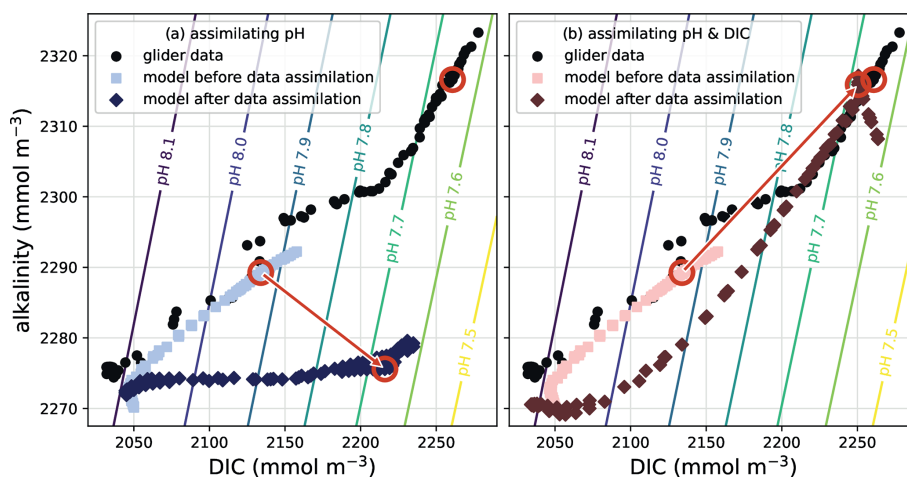 (a) assimilating pH
glider data
model before data assimilation
model after data assimilation
pH 8.1
pH 8.0
pH 7.9
pH 7.8
pH 7.7
pH 7.6
pH 7.5
2320
2310
2300
2290
2280
2270
alkalinity (mmol m⁻³)
2050
2100
2150
2200
2250
DIC (mmol m⁻³)
(b) assimilating pH & DIC
glider data
model before data assimilation
model after data assimilation
pH 8.1
pH 8.0
pH 7.9
pH 7.8
pH 7.7
pH 7.6
pH 7.5
2050
2100
2150
2200
2250
DIC (mmol m⁻³)